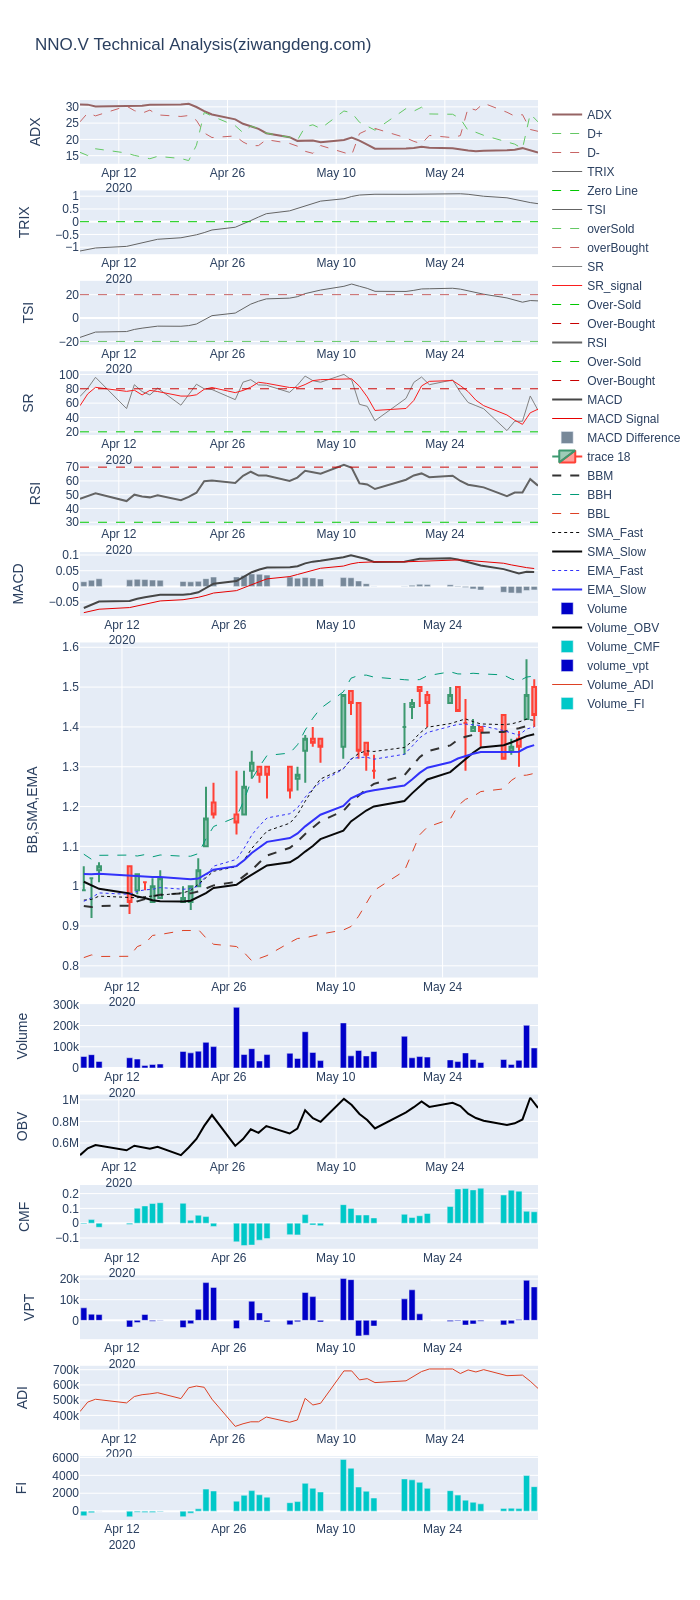 NNO.V Technical Analysis(ziwangdeng.com)
ADX
30
25
20
15
Apr 12
2020
Apr 26
May 10
May 24
TRIX
1
0.5
0
−0.5
−1
Apr 12
2020
Apr 26
May 10
May 24
TSI
20
0
−20
Apr 12
2020
Apr 26
May 10
May 24
SR
100
80
60
40
20
Apr 12
2020
Apr 26
May 10
May 24
RSI
70
60
50
40
30
Apr 12
2020
Apr 26
May 10
May 24
MACD
0.1
0.05
0
−0.05
Apr 12
2020
Apr 26
May 10
May 24
BB,SMA,EMA
1.6
1.5
1.4
1.3
1.2
1.1
1
0.9
0.8
Apr 12
2020
Apr 26
May 10
May 24
Volume
300k
200k
100k
0
Apr 12
2020
Apr 26
May 10
May 24
OBV
1M
0.8M
0.6M
Apr 12
2020
Apr 26
May 10
May 24
CMF
0.2
0.1
0
−0.1
Apr 12
2020
Apr 26
May 10
May 24
VPT
20k
10k
0
Apr 12
2020
Apr 26
May 10
May 24
ADI
700k
600k
500k
400k
Apr 12
2020
Apr 26
May 10
May 24
FI
6000
4000
2000
0
Apr 12
2020
Apr 26
May 10
May 24
ADX
D+
D-
TRIX
Zero Line
TSI
overSold
overBought
SR
SR_signal
Over-Sold
Over-Bought
RSI
Over-Sold
Over-Bought
MACD
MACD Signal
MACD Difference
trace 18
BBM
BBH
BBL
SMA_Fast
SMA_Slow
EMA_Fast
EMA_Slow
Volume
Volume_OBV
Volume_CMF
volume_vpt
Volume_ADI
Volume_FI